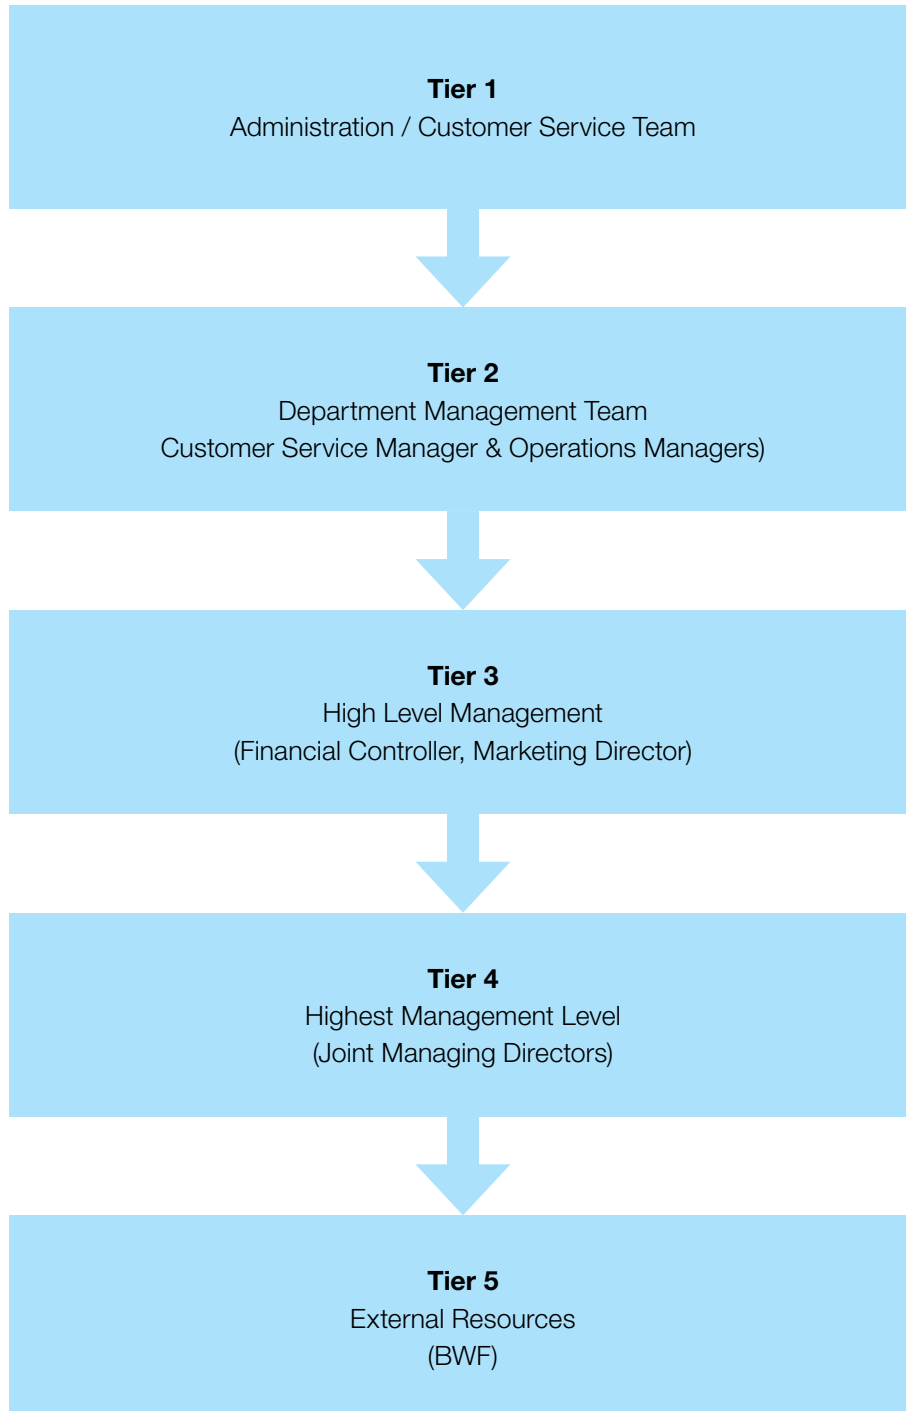 Tier 1
Administration / Customer Service Team
Tier 2
Department Management Team
Customer Service Manager & Operations Managers)
Tier 3
High Level Management
(Financial Controller, Marketing Director)
Tier 4
Highest Management Level
(Joint Managing Directors)
Tier 5
External Resources
(BWF)